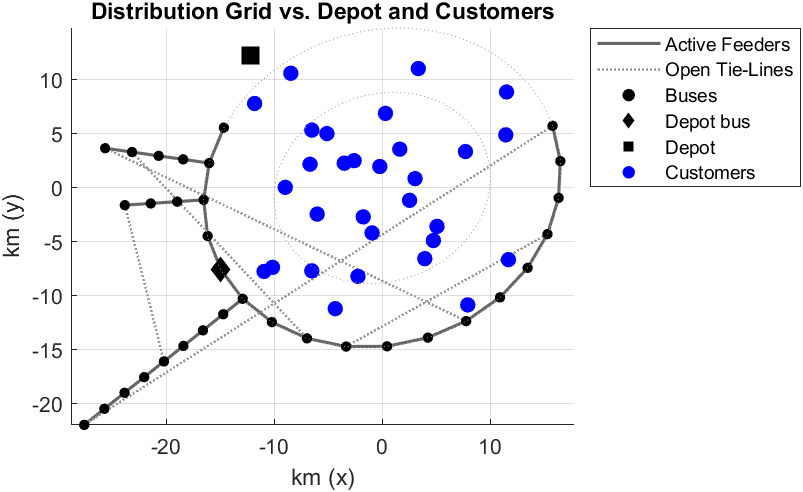 Distribution Grid vs. Depot and Customers
Active Feeders
Open Tie-Lines
Buses
Depot bus
Depot
Customers
10
5
0
-5
-10
-15
-20
km (y)
-20
-10
0
10
km (x)